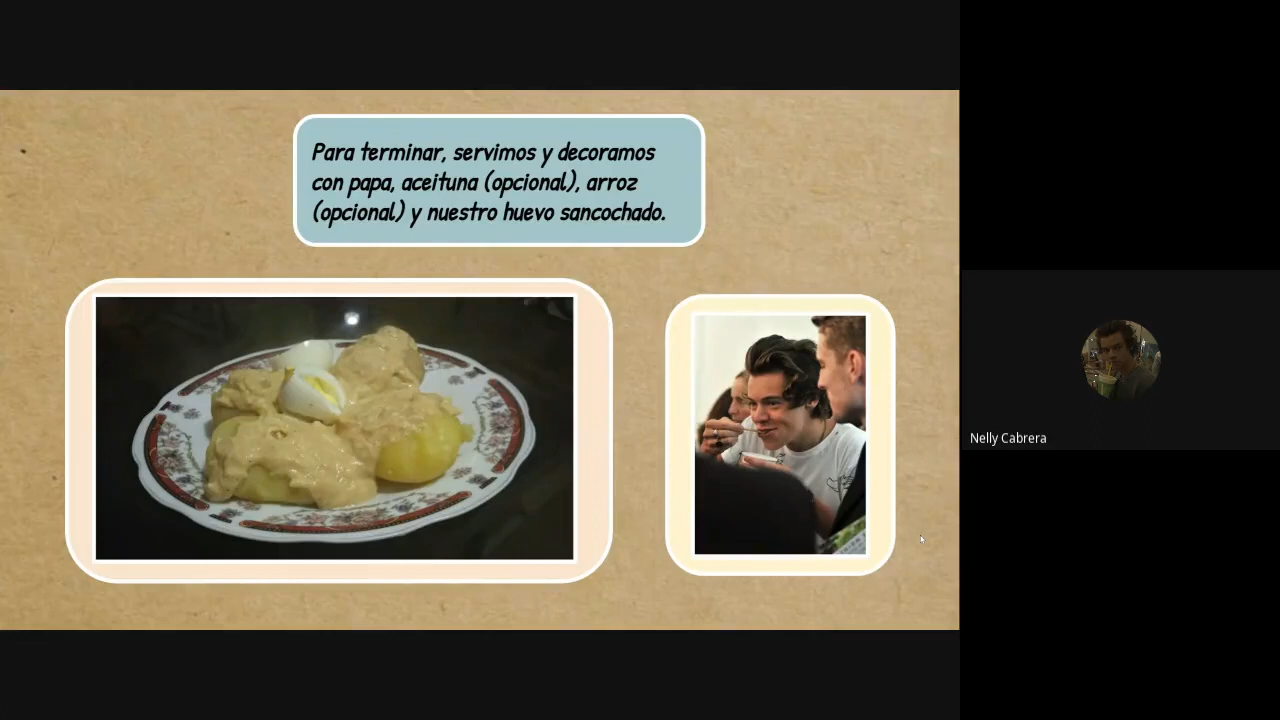 Para terminar, servimos y decoramos
con papa, aceituna (opcional), arroz
(opcional) y nuestro huevo sancochado.
Nelly Cabrera